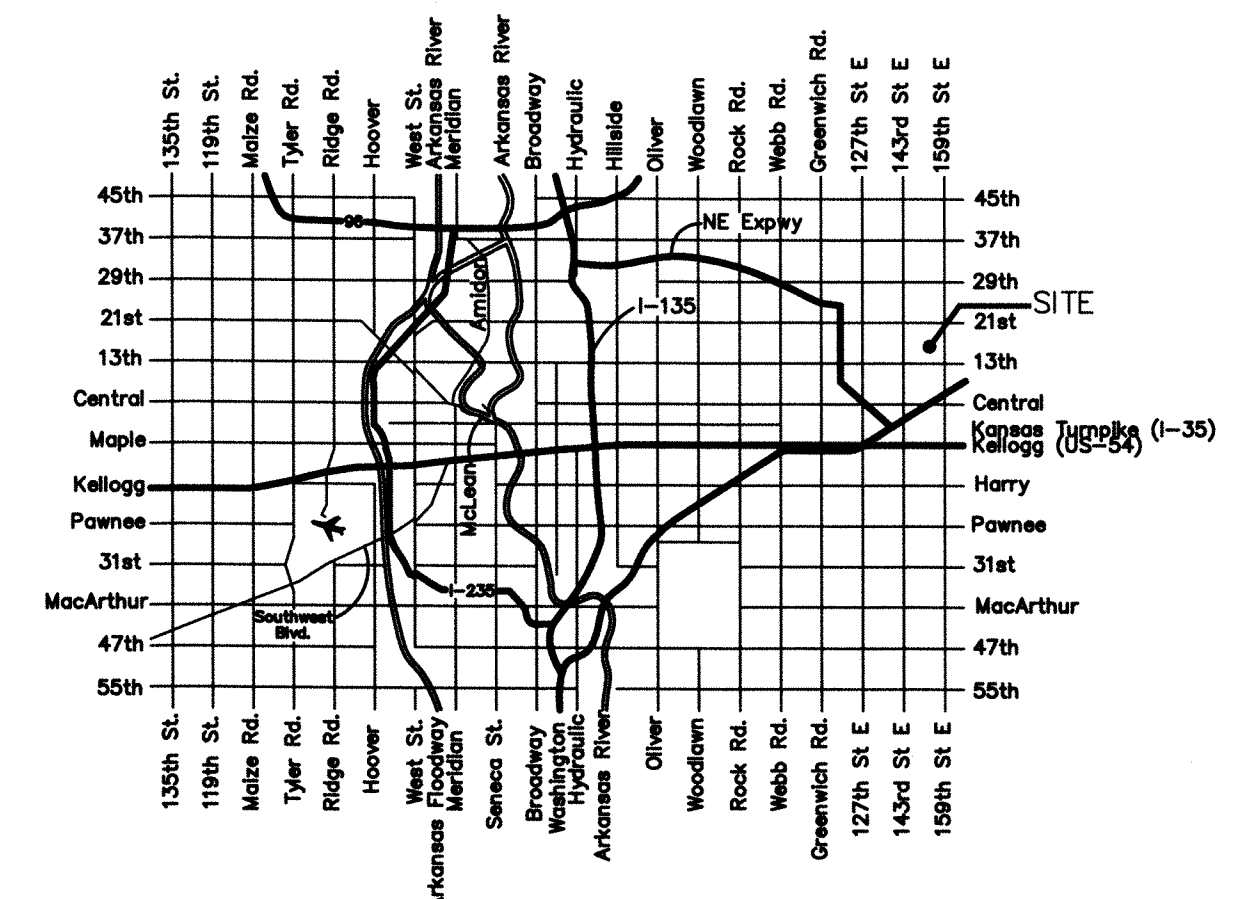 135th St.
119th St.
Maize Rd.
Tyler Rd.
Ridge Rd.
Hoover
West St.
Arkansas River
Meridian
Arkansas River
Broadway
Hydraulic
Hillside
Oliver
Woodlawn
Rock Rd.
Webb Rd.
Greenwich Rd.
127th St E
143rd St E
159th St E
45th
37th
29th
21st
13th
Central
Maple
Kellogg
Pawnee
31st
MacArthur
47th
55th
96
NE Expwy
Amidon
I-135
SITE
McLean
I-235
Southwest
Blvd.
45th
37th
29th
21st
13th
Central
Kansas Turnpike (I-35)
Kellogg (US-54)
Harry
Pawnee
31st
MacArthur
47th
55th
135th St.
119th St.
Maize Rd.
Tyler Rd.
Ridge Rd.
Hoover
West St.
Arkansas Floodway
Meridian
Seneca St.
Broadway
Washington
Hydraulic
Arkansas River
Oliver
Woodlawn
Rock Rd.
Webb Rd.
Greenwich Rd.
127th St E
143rd St E
159th St E